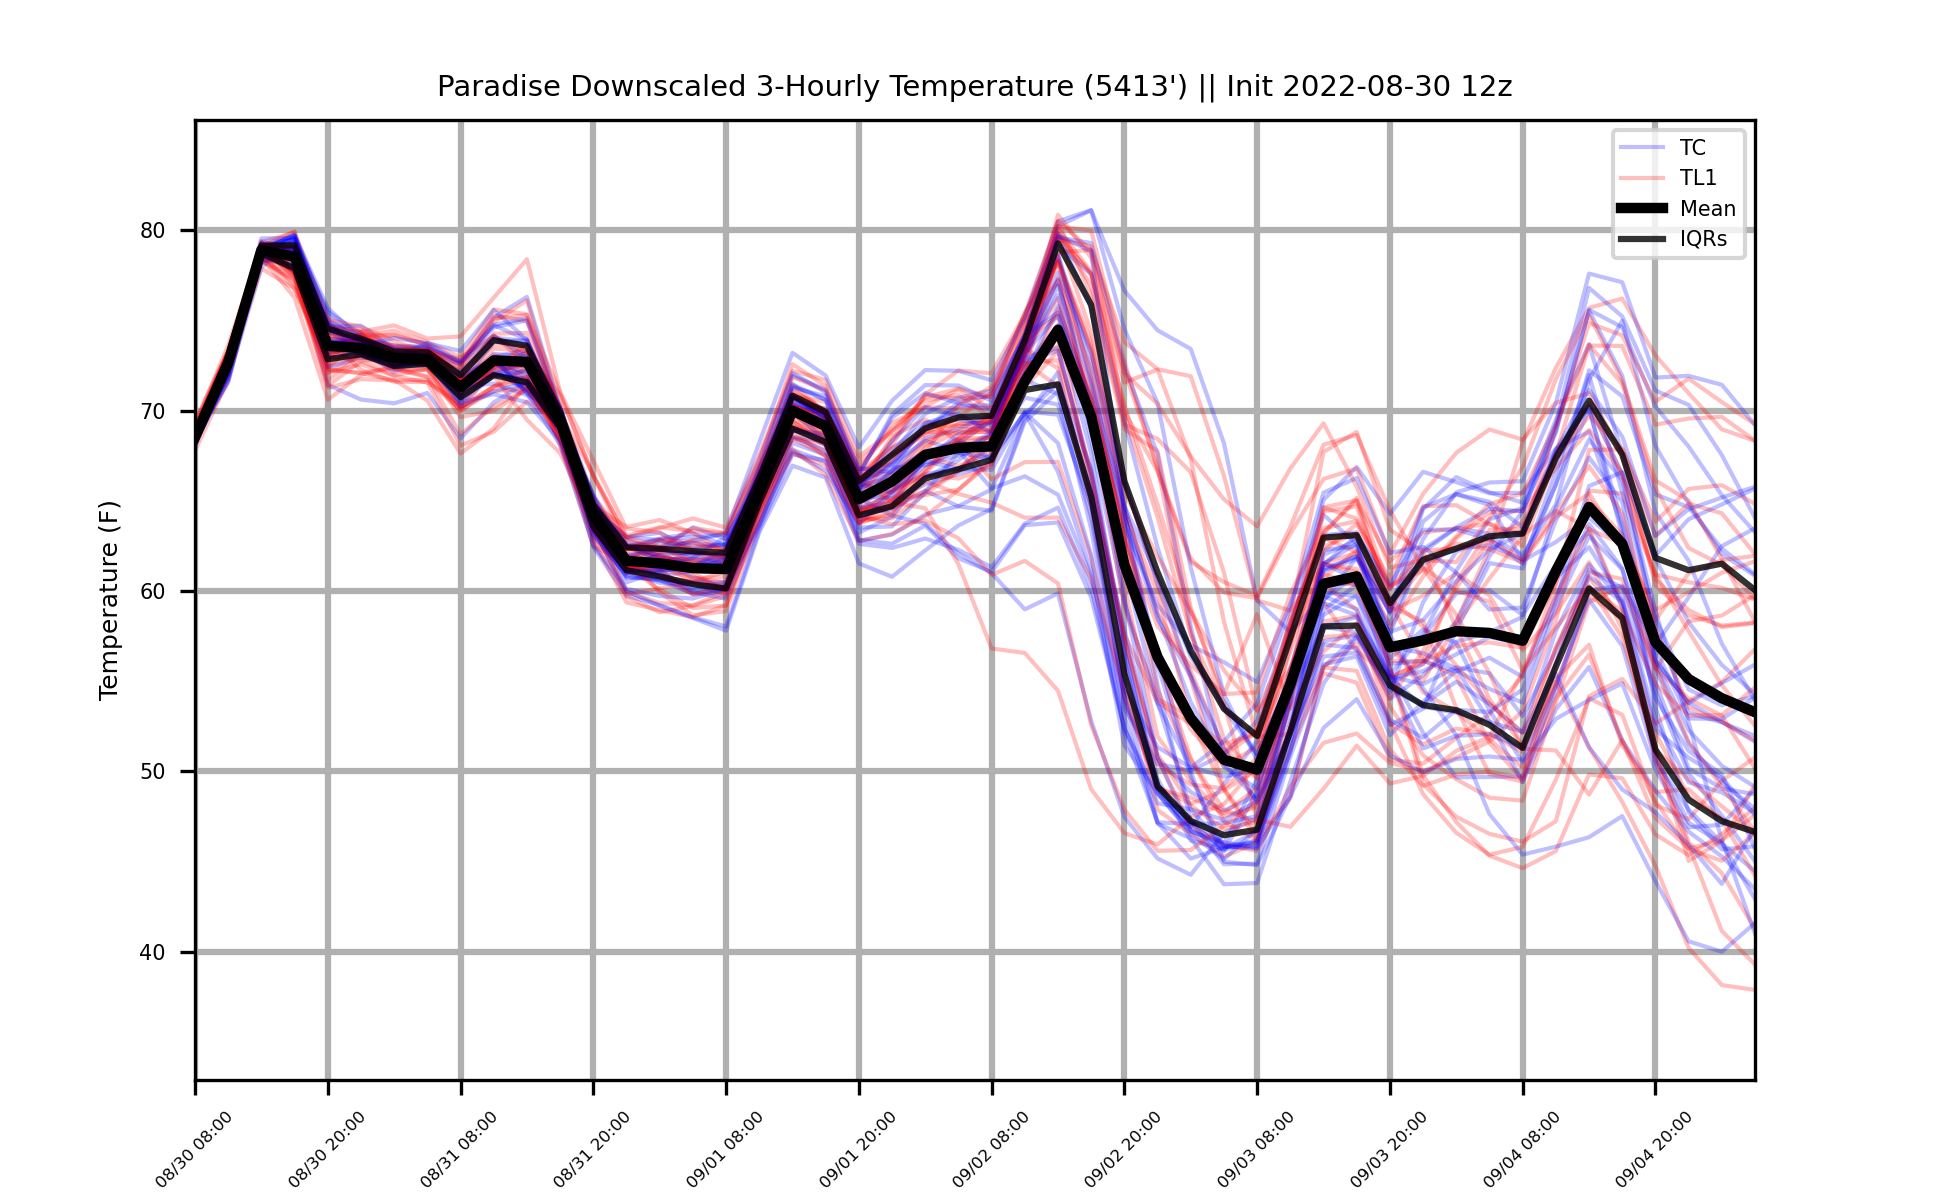 Paradise Downscaled 3-Hourly Temperature (5413') || Init 2022-08-30 12z
TC
TL1
Mean
IQRs
Temperature (F)
80
70
60
50
40
08/30 08:00
08/30 20:00
08/31 08:00
08/31 20:00
09/01 08:00
09/01 20:00
09/02 08:00
09/02 20:00
09/03 08:00
09/03 20:00
09/04 08:00
09/04 20:00